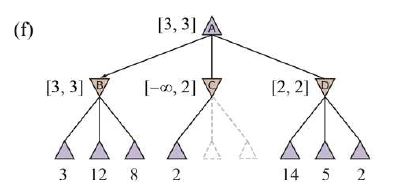 (f)
[3, 3] A
[3, 3] B [−∞, 2] C [2, 2] D
3 12 8 2 14 5 2